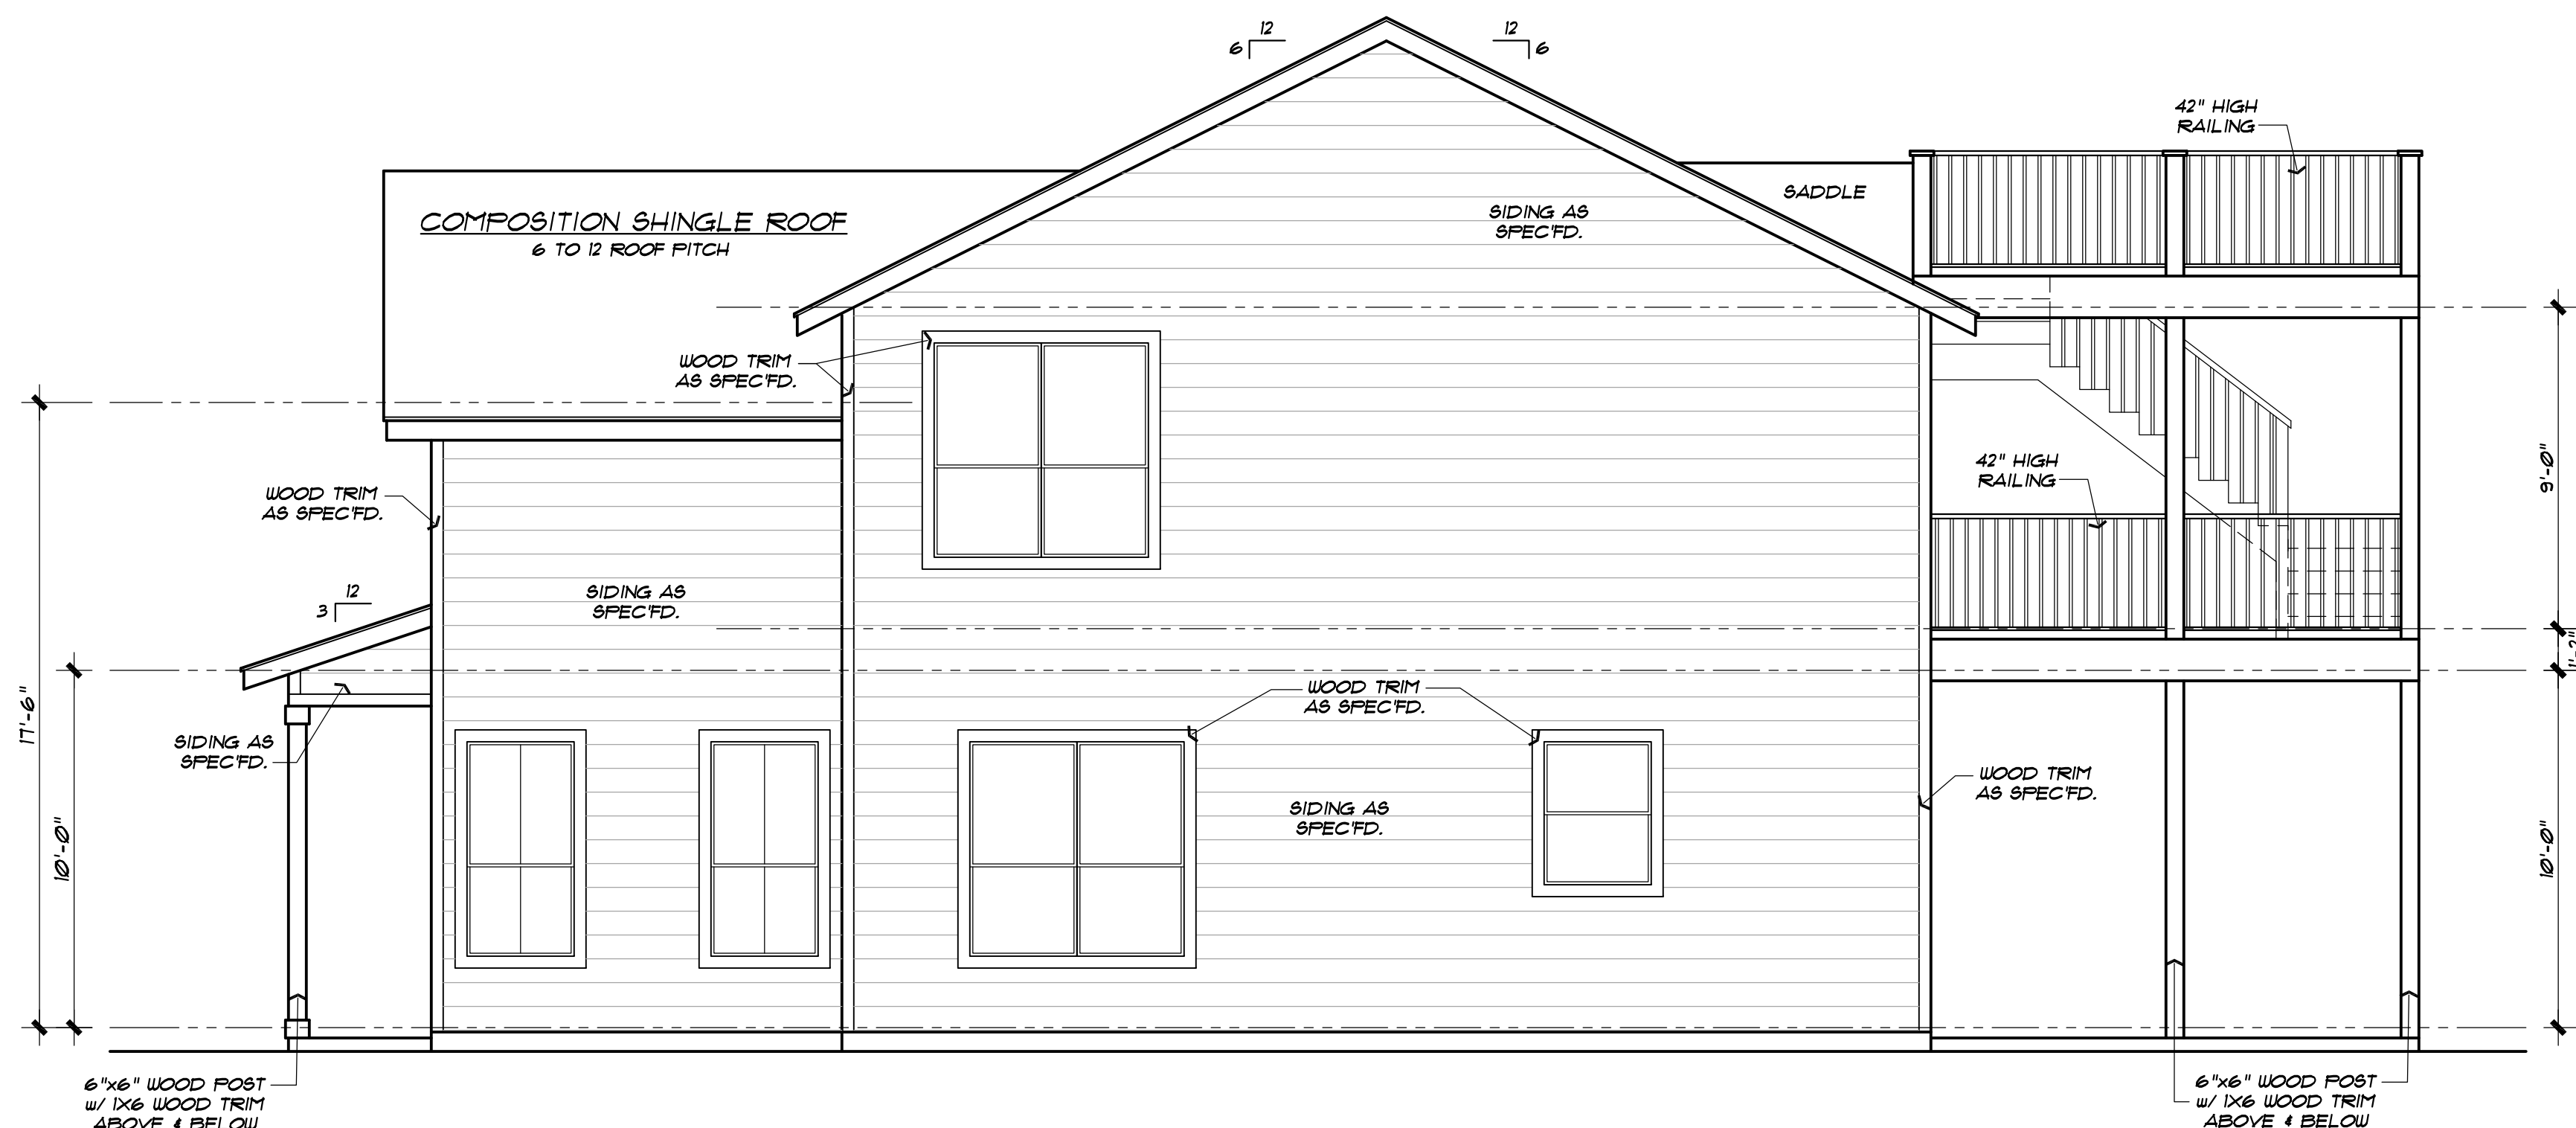 12
6
12
6
42" HIGH
RAILING
SADDLE
COMPOSITION SHINGLE ROOF
6 TO 12 ROOF PITCH
SIDING AS
SPEC'FD.
WOOD TRIM
AS SPEC'FD.
42" HIGH
RAILING
9'-0"
WOOD TRIM
AS SPEC'FD.
12
3
SIDING AS
SPEC'FD.
1'-2"
17'-6"
10'-0"
SIDING AS
SPEC'FD.
WOOD TRIM
AS SPEC'FD.
SIDING AS
SPEC'FD.
WOOD TRIM
AS SPEC'FD.
10'-0"
6"x6" WOOD POST
w/ 1X6 WOOD TRIM
ABOVE & BELOW
6"x6" WOOD POST
w/ 1X6 WOOD TRIM
ABOVE & BELOW